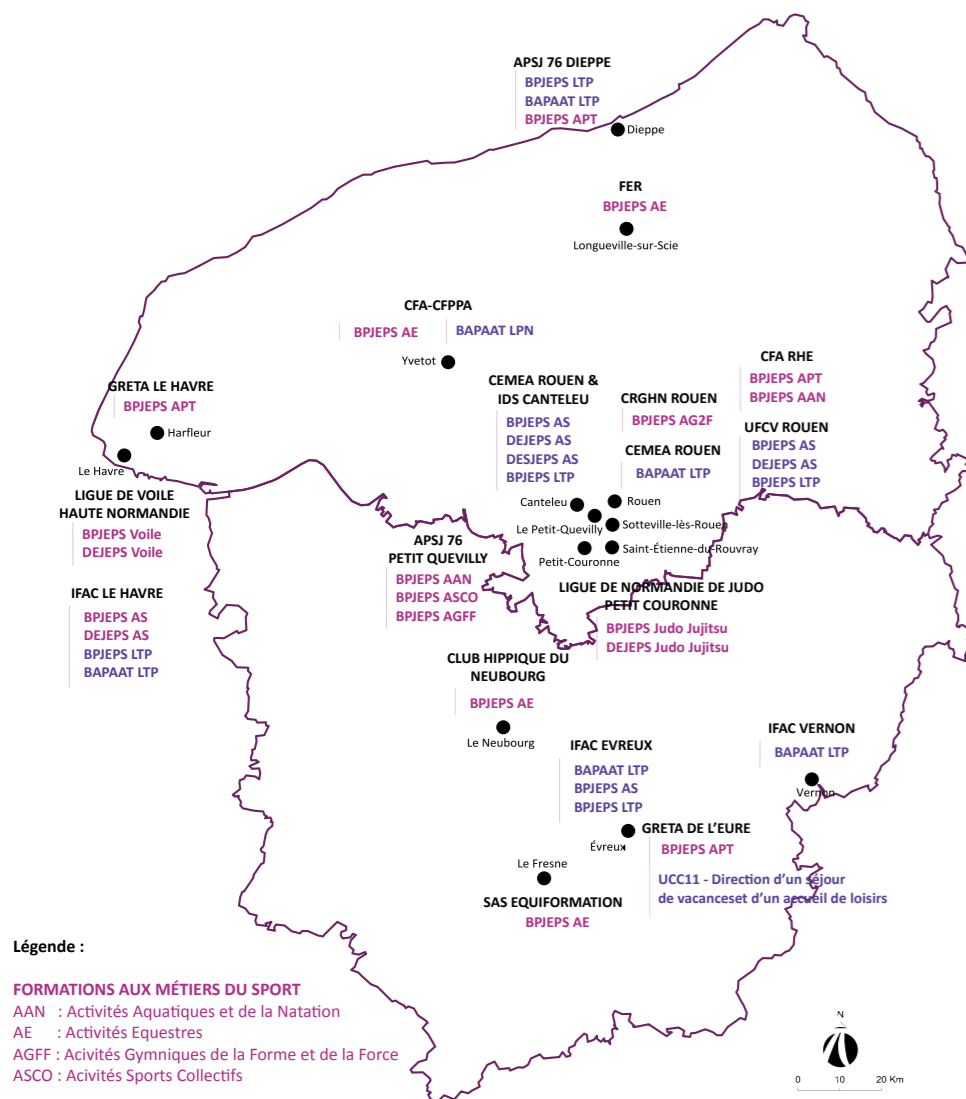 APSJ 76 DIEPPE
BPJEPS LTP
BAPAAT LTP
BPJEPS APT
Dieppe
FER
BPJEPS AE
Longueville-sur-Scie
CFA-CFPPA
BPJEPS AE
BAPAAT LPN
Yvetot
GRETA LE HAVRE
BPJEPS APT
Harfleur
Le Havre
CEMEA ROUEN &
IDS CANTELEU
BPJEPS AS
DEJEPS AS
DESJEPS AS
BPJEPS LTP
CRGHN ROUEN
BPJEPS AG2F
CEMEA ROUEN
BAPAAT LTP
CFA RHE
BPJEPS APT
BPJEPS AAN
UFCV ROUEN
BPJEPS AS
DEJEPS AS
BPJEPS LTP
Canteleu
Rouen
Le Petit-Quevilly
Sotteville-lès-Rouen
Petit-Couronne
Saint-Étienne-du-Rouvray
LIGUE DE VOILE
HAUTE NORMANDIE
BPJEPS Voile
DEJEPS Voile
APSJ 76
PETIT QUEVILLY
BPJEPS AAN
BPJEPS ASCO
BPJEPS AGFF
LIGUE DE NORMANDIE DE JUDO
PETIT COURONNE
BPJEPS Judo Jujitsu
DEJEPS Judo Jujitsu
IFAC LE HAVRE
BPJEPS AS
DEJEPS AS
BPJEPS LTP
BAPAAT LTP
CLUB HIPPIQUE DU
NEUBOURG
BPJEPS AE
Le Neubourg
IFAC EVREUX
BAPAAT LTP
BPJEPS AS
BPJEPS LTP
Évreux
IFAC VERNON
BAPAAT LTP
Vernon
GRETA DE L’EURE
BPJEPS APT
UCC11 - Direction d’un séjour
de vacanceset d’un accueil de loisirs
Le Fresne
SAS EQUIFORMATION
BPJEPS AE
Légende :
FORMATIONS AUX MÉTIERS DU SPORT
AAN : Activités Aquatiques et de la Natation
AE : Activités Equestres
AGFF : Acivités Gymniques de la Forme et de la Force
ASCO : Acivités Sports Collectifs
N
0 10 20 Km